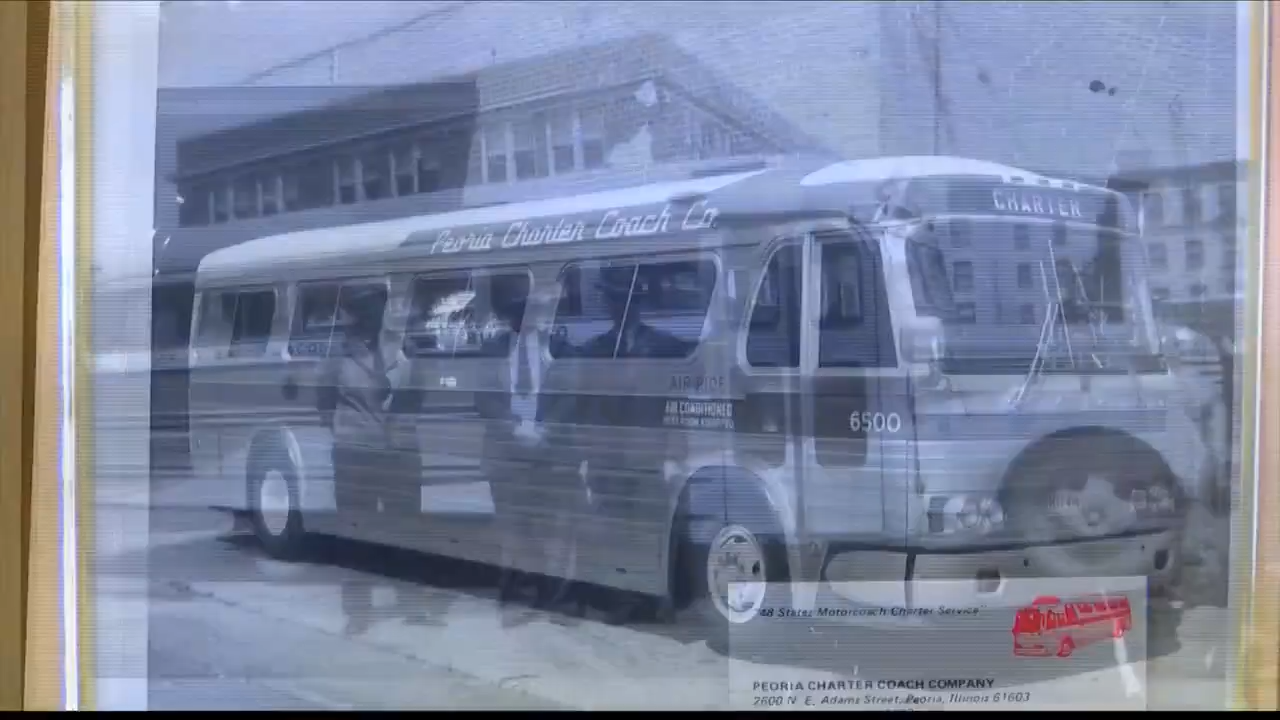 CHARTER
Peoria Charter Coach Co.
AIR RIDE
AIR CONDITIONED
6500
"48 States Motorcoach Charter Service"
PEORIA CHARTER COACH COMPANY
2600 N. E. Adams Street, Peoria, Illinois 61603